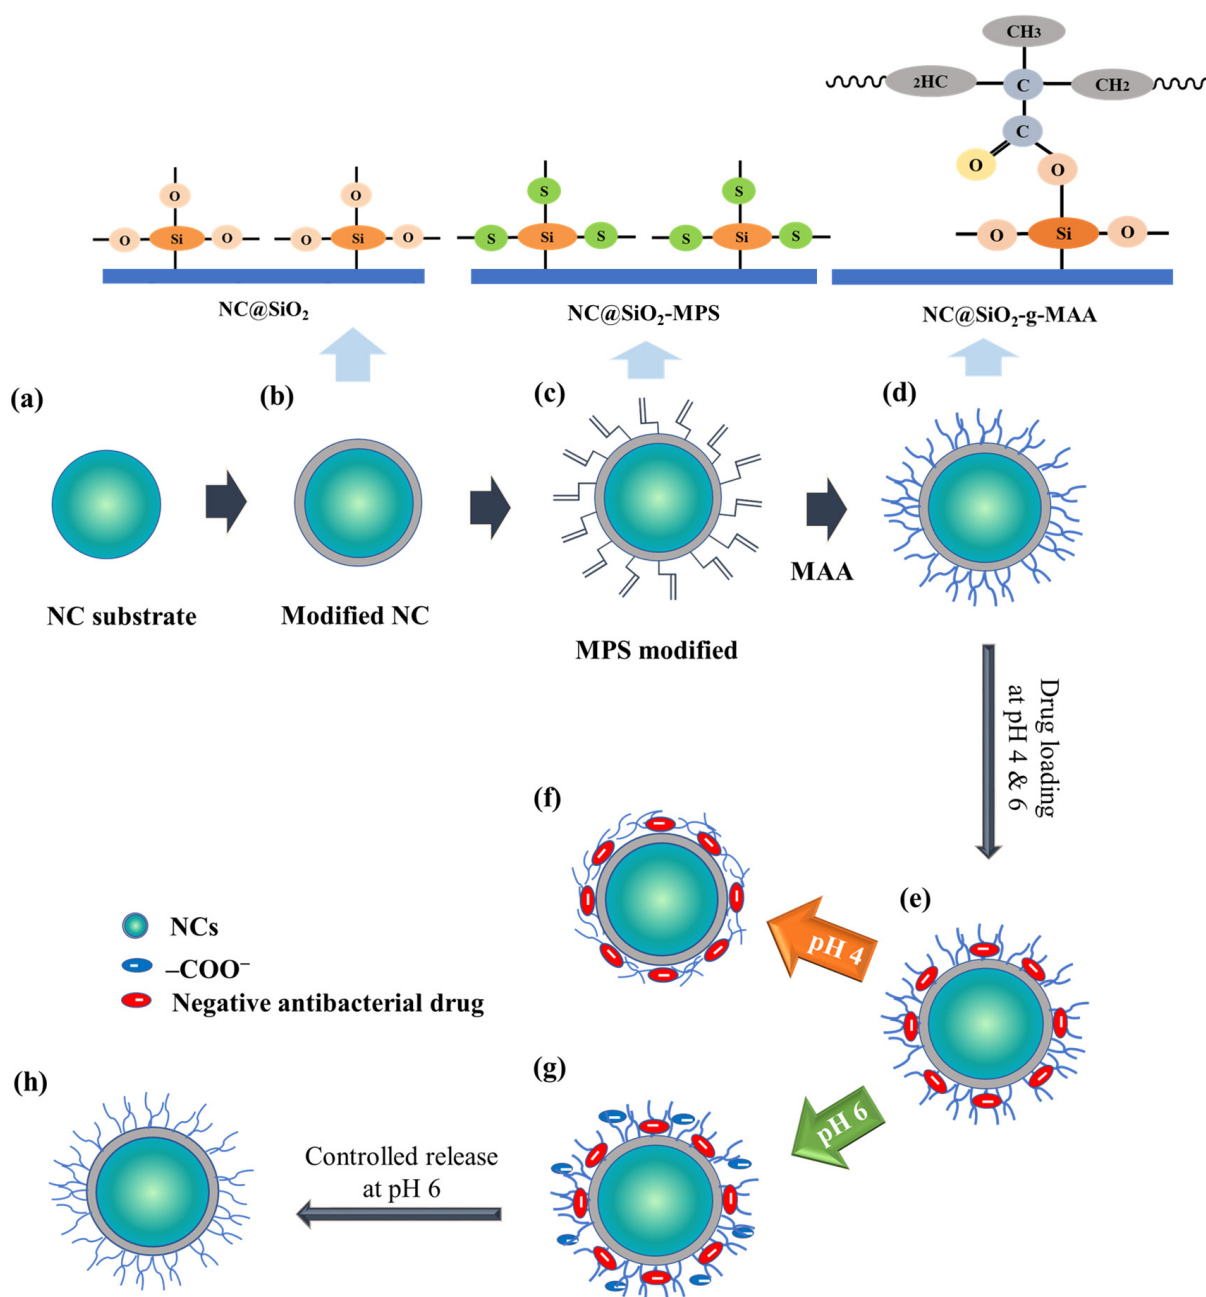 CH3
2HC
C
CH2
C
O
O
O
O
S
S
O
Si
O
O
Si
O
S
Si
S
S
Si
S
O
Si
O
NC@SiO₂
NC@SiO₂-MPS
NC@SiO₂-g-MAA
(a)
(b)
(c)
(d)
MAA
NC substrate
Modified NC
MPS modified
Drug loading
at pH 4 & 6
(f)
(e)
pH 4
NCs
–COO⁻
Negative antibacterial drug
(h)
(g)
pH 6
Controlled release
at pH 6